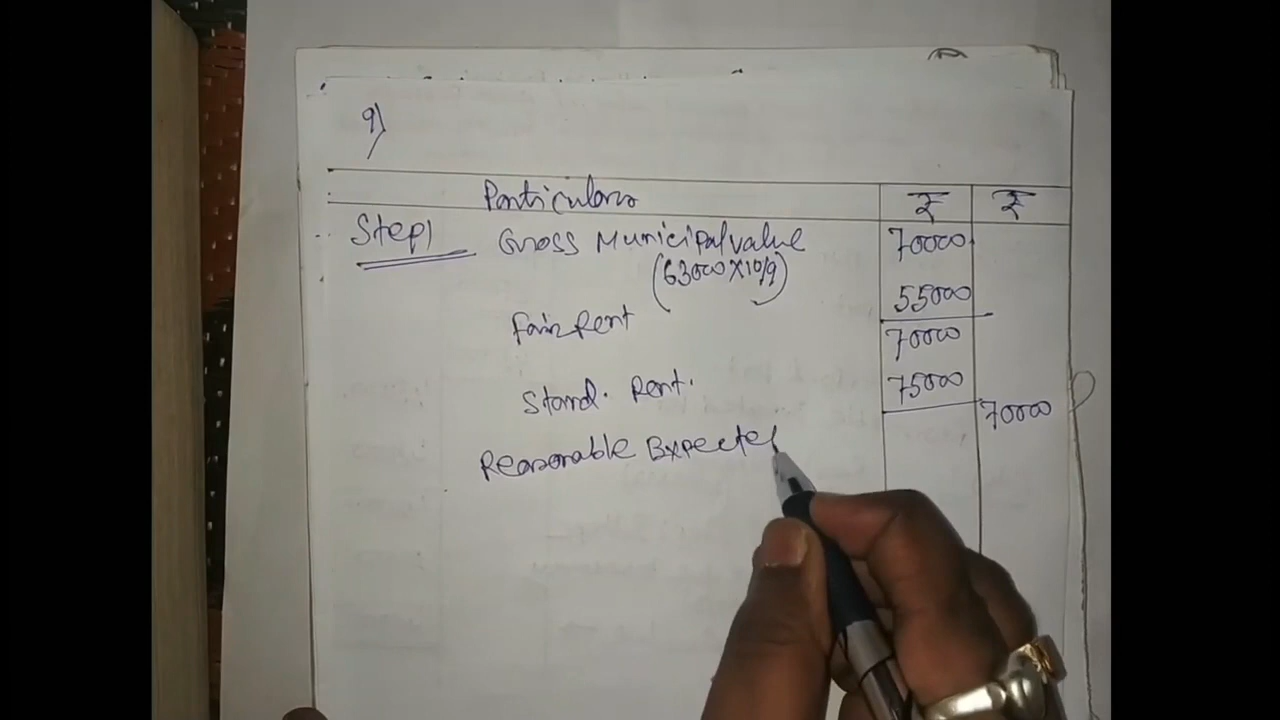 9)
Particulars ₹ ₹
Step1 Gross Municipal value 70000
(63000 X 10/9)
55000
Fair Rent
70000
Stand. Rent. 75000
70000
Reasonable Expected